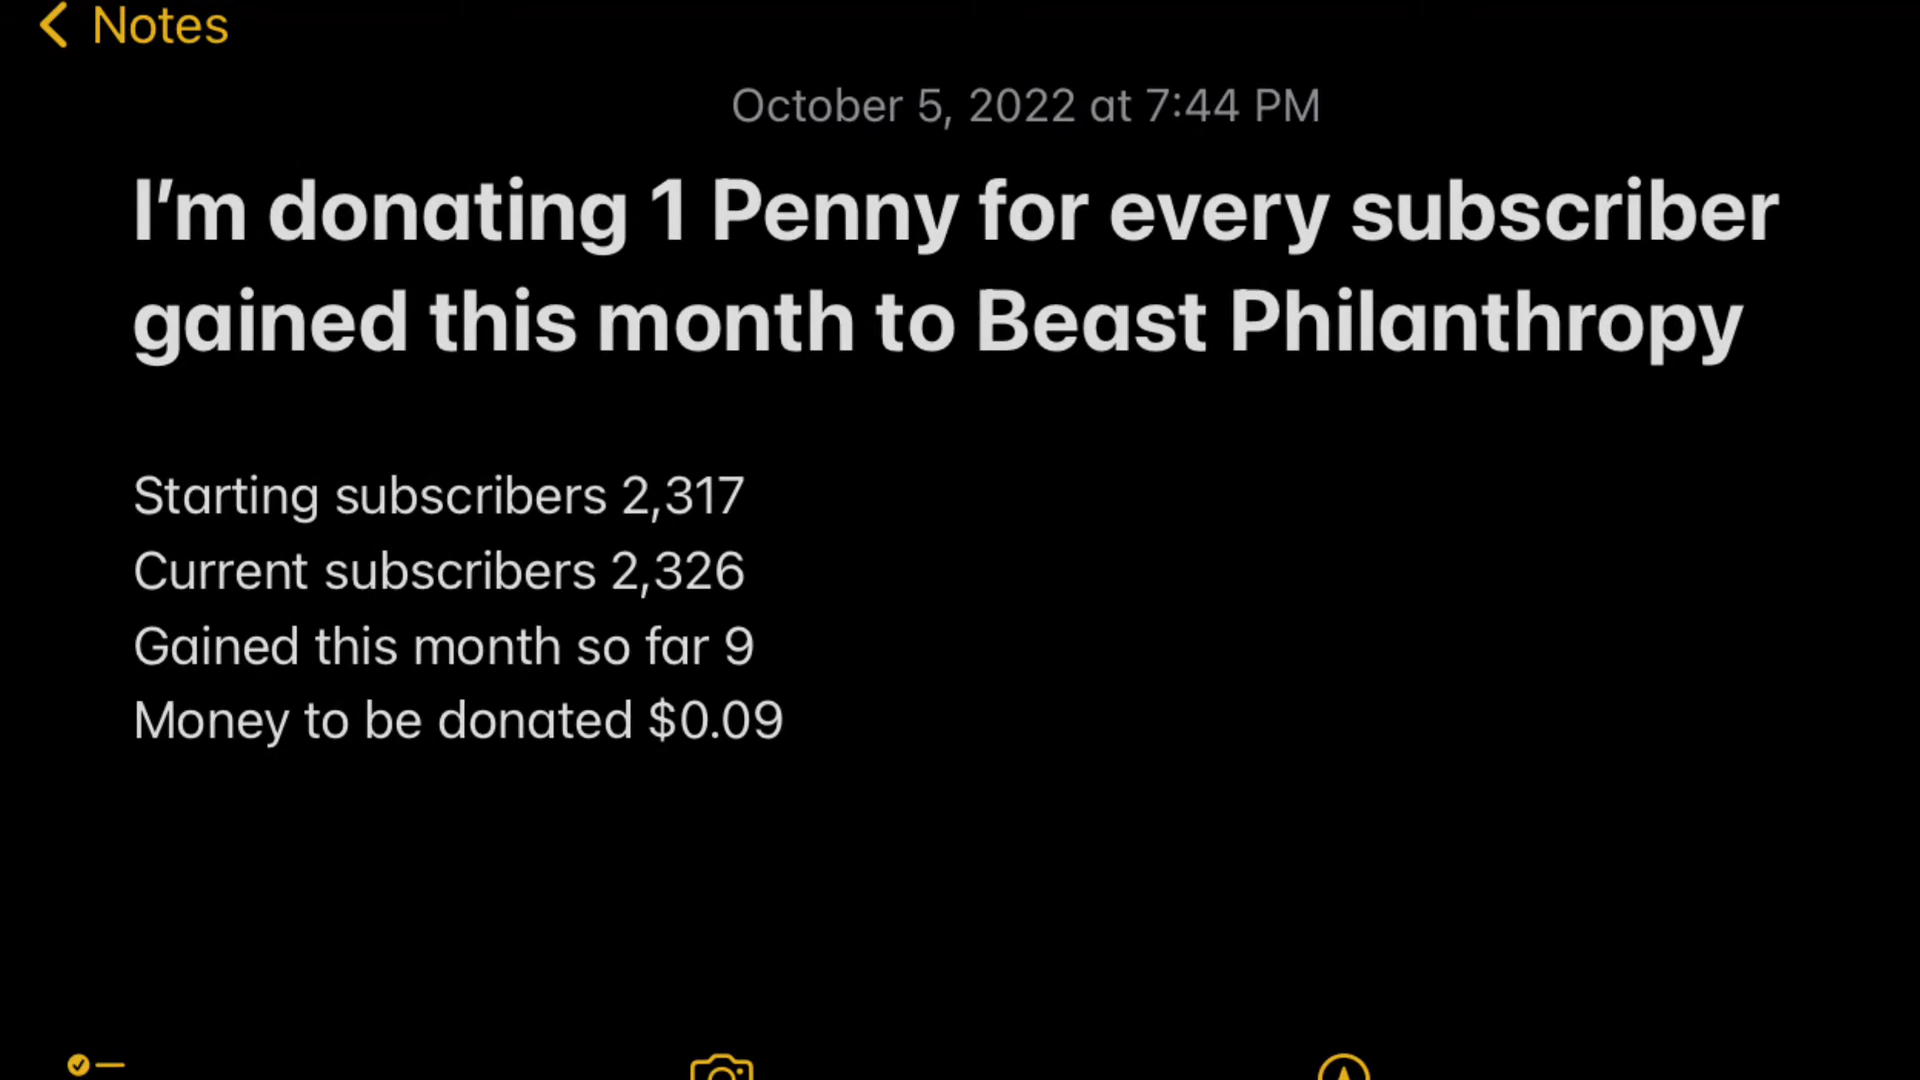 Notes
October 5, 2022 at 7:44 PM
I’m donating 1 Penny for every subscriber
gained this month to Beast Philanthropy
Starting subscribers 2,317
Current subscribers 2,326
Gained this month so far 9
Money to be donated $0.09